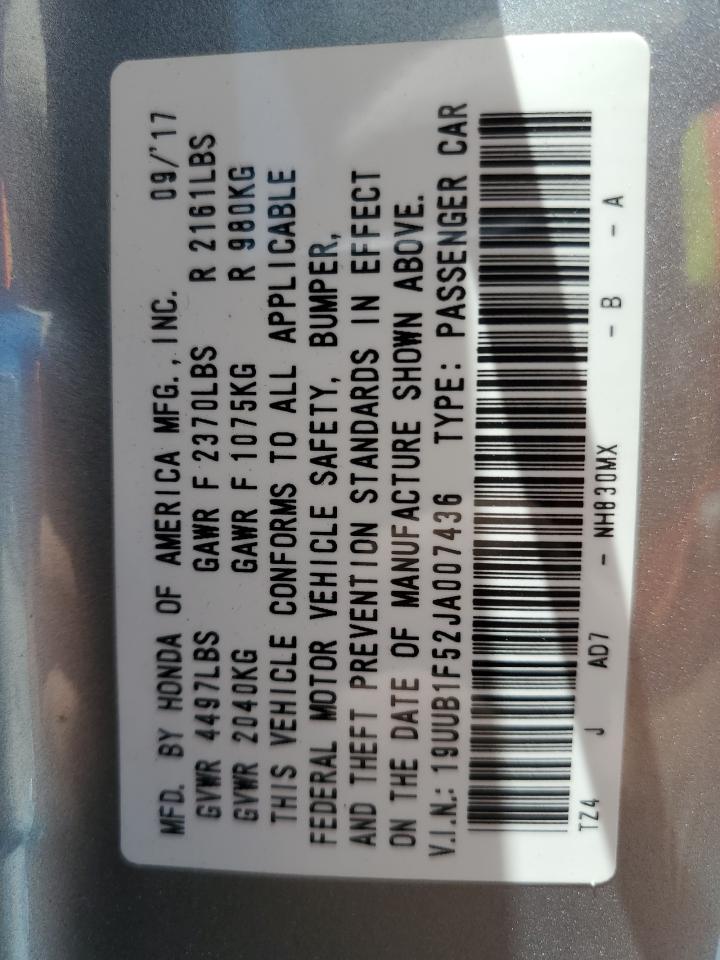 MFD. BY HONDA OF AMERICA MFG., INC. 09/'17
GVWR 4497LBS GAWR F 2370LBS R 2161LBS
GVWR 2040KG GAWR F 1075KG R 980KG
THIS VEHICLE CONFORMS TO ALL APPLICABLE
FEDERAL MOTOR VEHICLE SAFETY, BUMPER,
AND THEFT PREVENTION STANDARDS IN EFFECT
ON THE DATE OF MANUFACTURE SHOWN ABOVE.
V.I.N.: 19UUB1F52JA007436 TYPE: PASSENGER CAR
TZ4 J AD7 - NH830MX - B - A